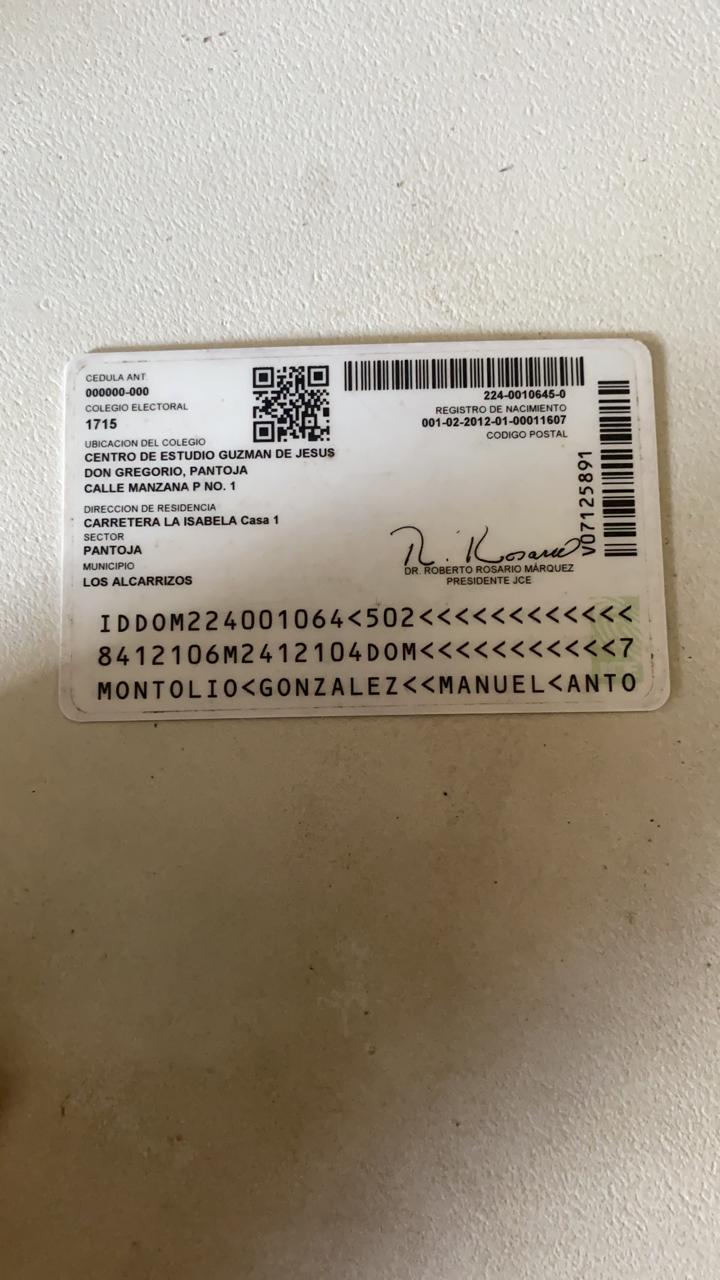 CEDULA ANT
000000-000
COLEGIO ELECTORAL
1715
UBICACION DEL COLEGIO
CENTRO DE ESTUDIO GUZMAN DE JESUS
DON GREGORIO, PANTOJA
CALLE MANZANA P NO. 1
DIRECCION DE RESIDENCIA
CARRETERA LA ISABELA Casa 1
SECTOR
PANTOJA
MUNICIPIO
LOS ALCARRIZOS
224-0010645-0
REGISTRO DE NACIMIENTO
001-02-2012-01-00011607
CODIGO POSTAL
V07125891
R. Rosario
DR. ROBERTO ROSARIO MÁRQUEZ
PRESIDENTE JCE
IDDOM224001064<502<<<<<<<<<<<<
8412106M2412104DOM<<<<<<<<<<<7
MONTOLIO<GONZALEZ<<MANUEL<ANTO